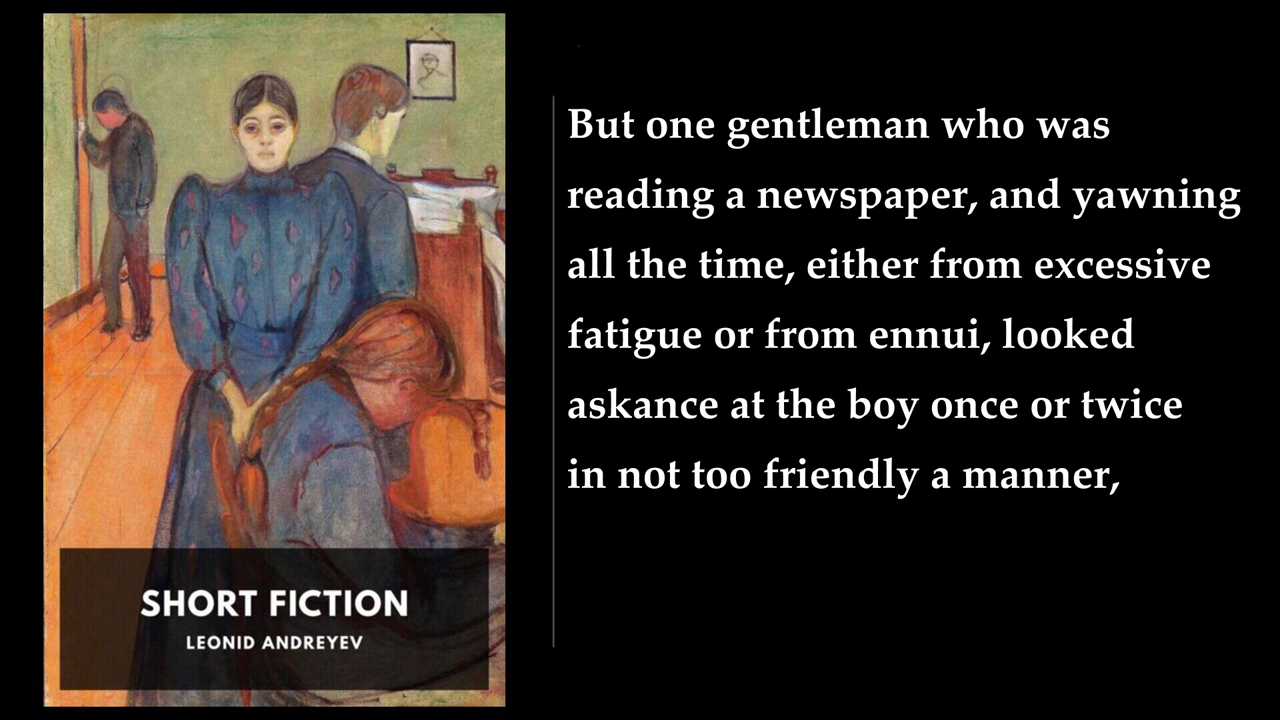 SHORT FICTION
LEONID ANDREYEV
But one gentleman who was
reading a newspaper, and yawning
all the time, either from excessive
fatigue or from ennui, looked
askance at the boy once or twice
in not too friendly a manner,